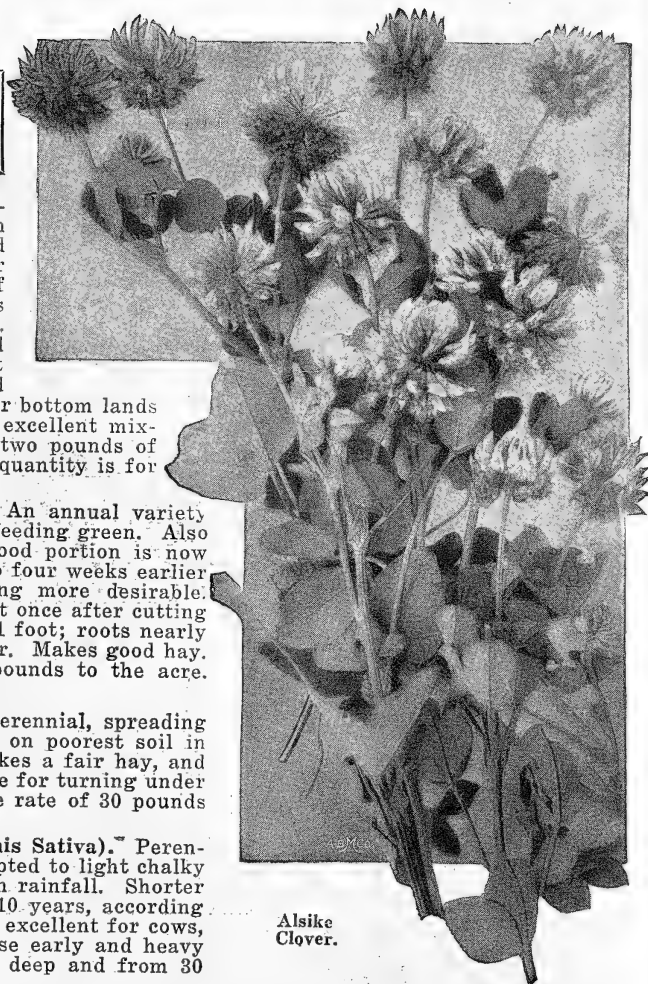 r bottom lands
excellent mix-
two pounds of
quantity is for
An annual variety
feeding green. Also
ood portion is now
four weeks earlier
ng more desirable.
t once after cutting
l foot; roots nearly
r. Makes good hay.
pounds to the acre.
erennial, spreading
on poorest soil in
kes a fair hay, and
e for turning under
e rate of 30 pounds
is Sativa). Peren-
pted to light chalky
n rainfall. Shorter
10 years, according
excellent for cows,
se early and heavy
deep and from 30
Alsike
Clover.